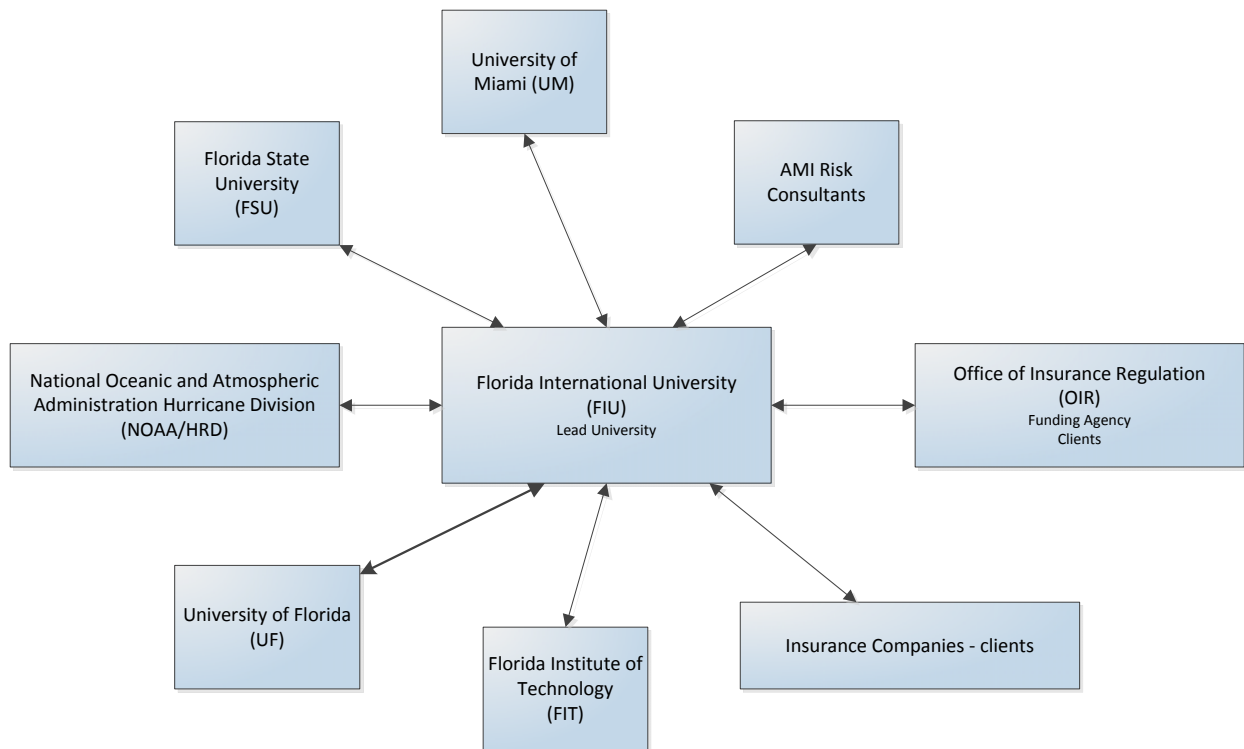 University of
Miami (UM)
Florida State
University
(FSU)
AMI Risk
Consultants
National Oceanic and Atmospheric
Administration Hurricane Division
(NOAA/HRD)
Florida International University
(FIU)
Lead University
Office of Insurance Regulation
(OIR)
Funding Agency
Clients
University of Florida
(UF)
Florida Institute of
Technology
(FIT)
Insurance Companies - clients